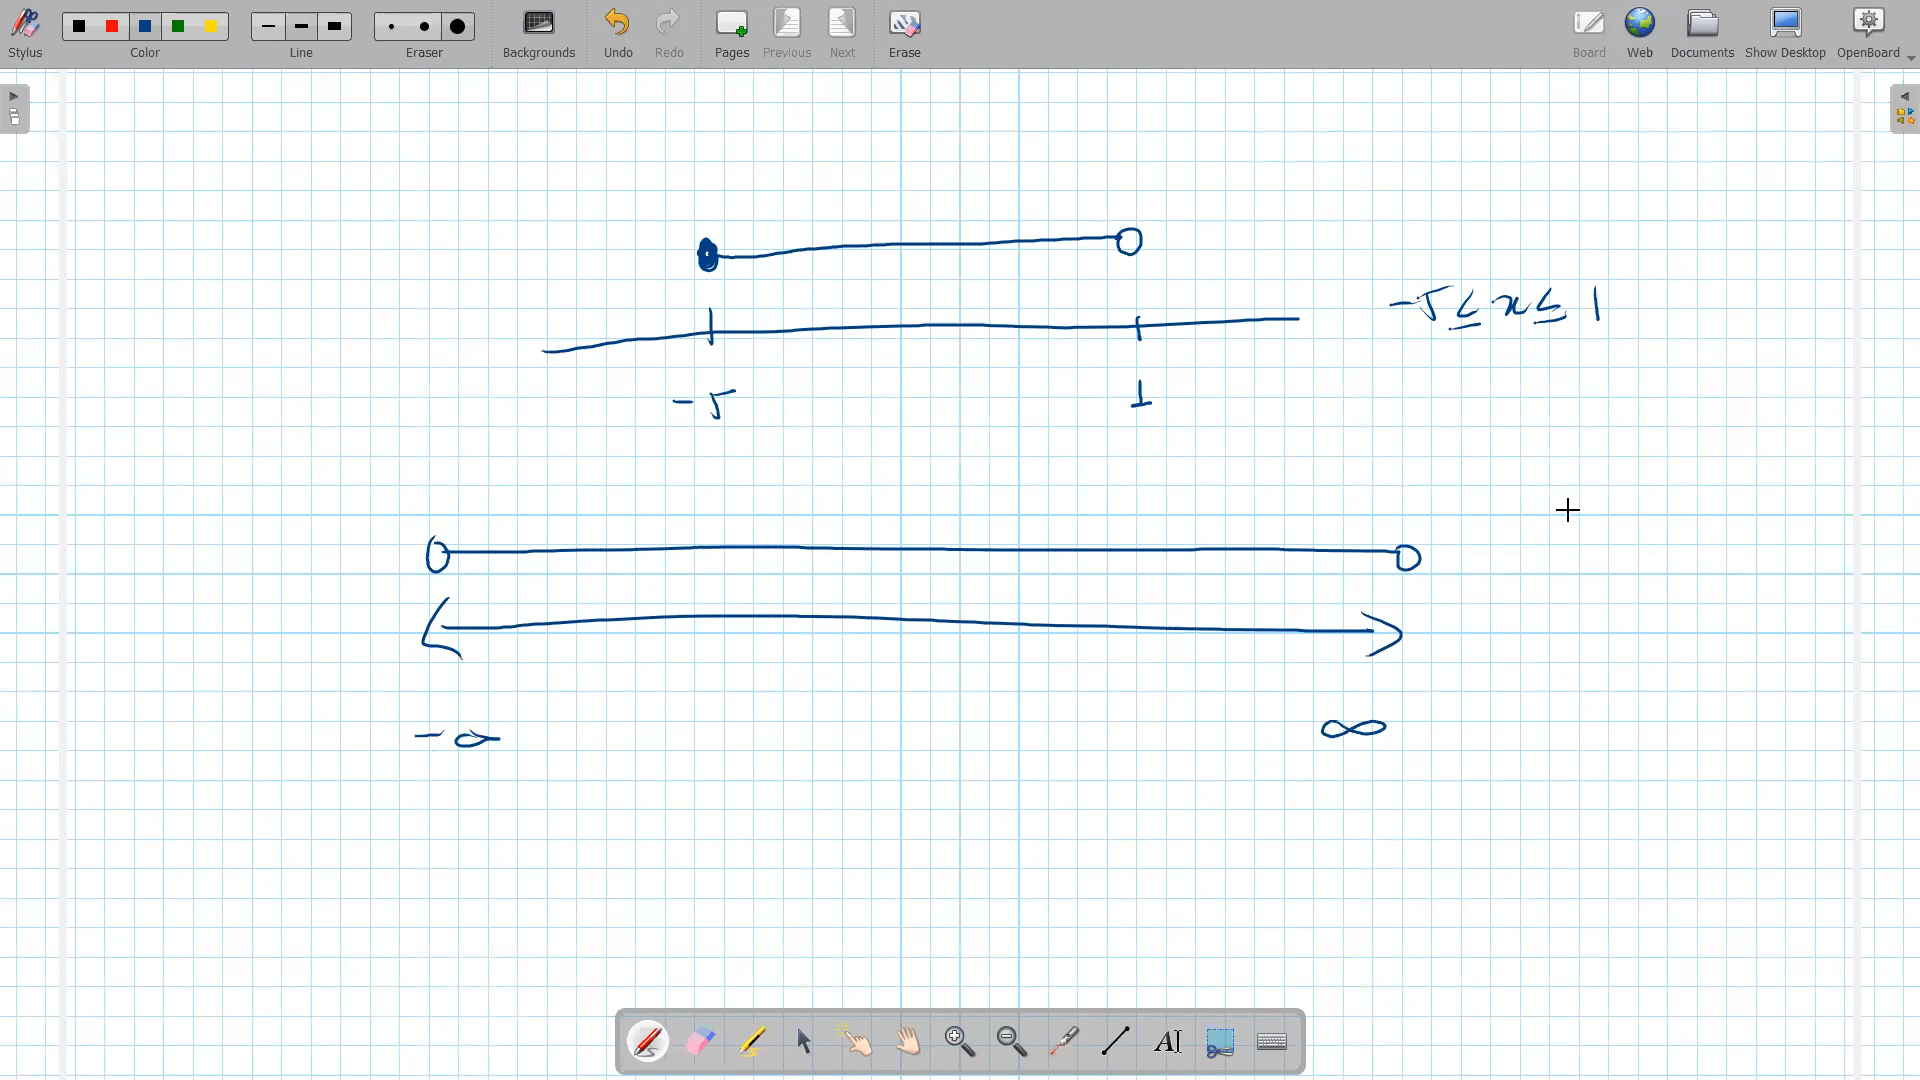 Stylus Color Line Eraser Backgrounds Undo Redo Pages Previous Next Erase Board Web Documents Show Desktop OpenBoard
-5 ≤ x ≤ 1
-5 1
-∞ ∞
AI